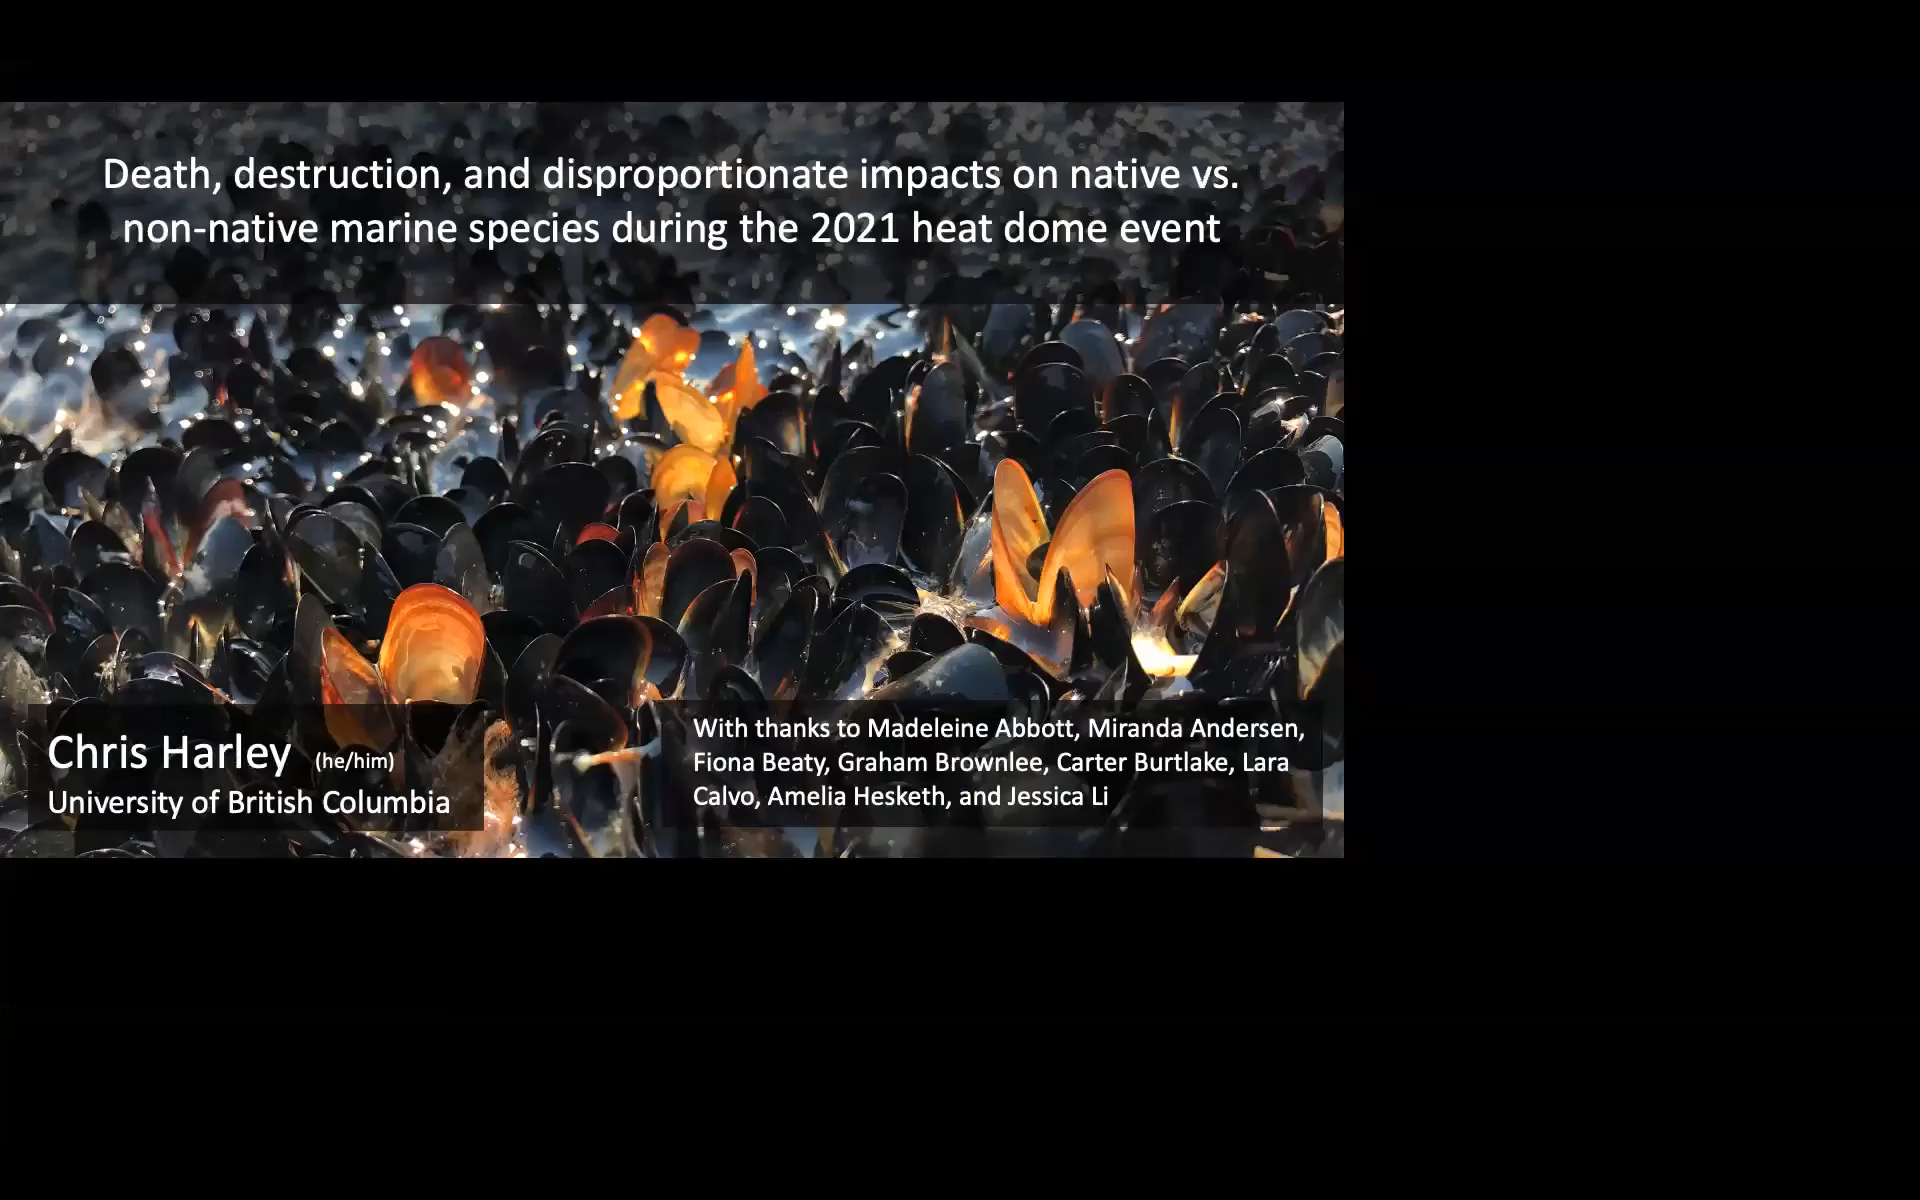 Death, destruction, and disproportionate impacts on native vs.
non-native marine species during the 2021 heat dome event
Chris Harley (he/him)
University of British Columbia
With thanks to Madeleine Abbott, Miranda Andersen,
Fiona Beaty, Graham Brownlee, Carter Burtlake, Lara
Calvo, Amelia Hesketh, and Jessica Li